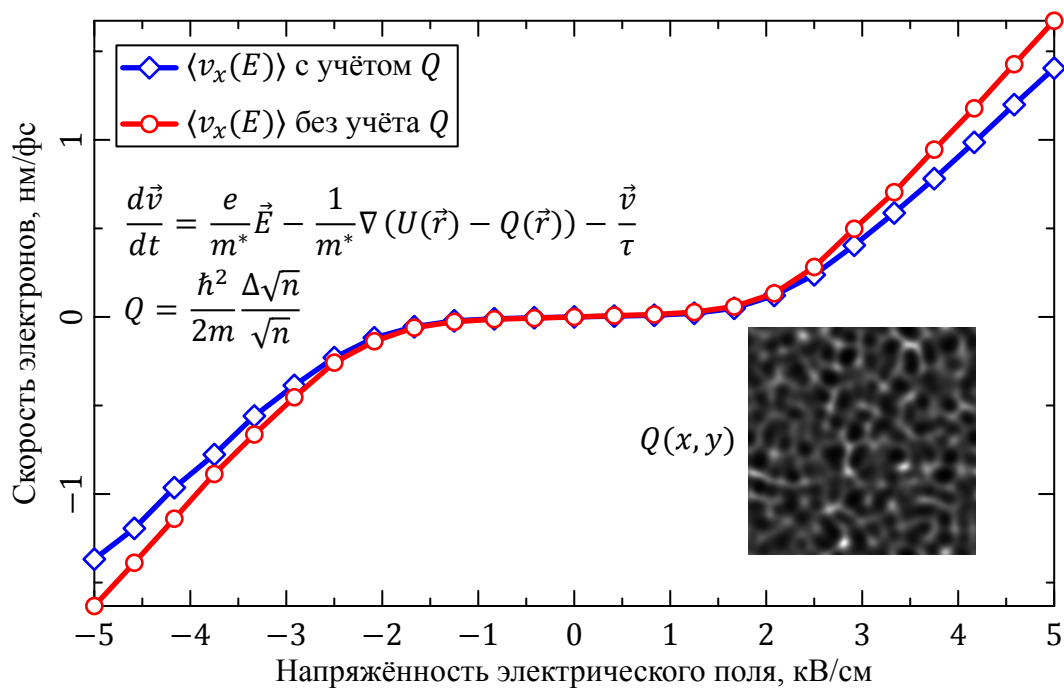 ⟨v_x(E)⟩ с учётом Q
⟨v_x(E)⟩ без учёта Q
dv⃗/dt = e/m* E⃗ − 1/m* ∇(U(r⃗) − Q(r⃗)) − v⃗/τ
Q = ℏ²/2m Δ√n/√n
Q(x, y)
Скорость электронов, нм/фс
1
0
−1
−5 −4 −3 −2 −1 0 1 2 3 4 5
Напряжённость электрического поля, кВ/см